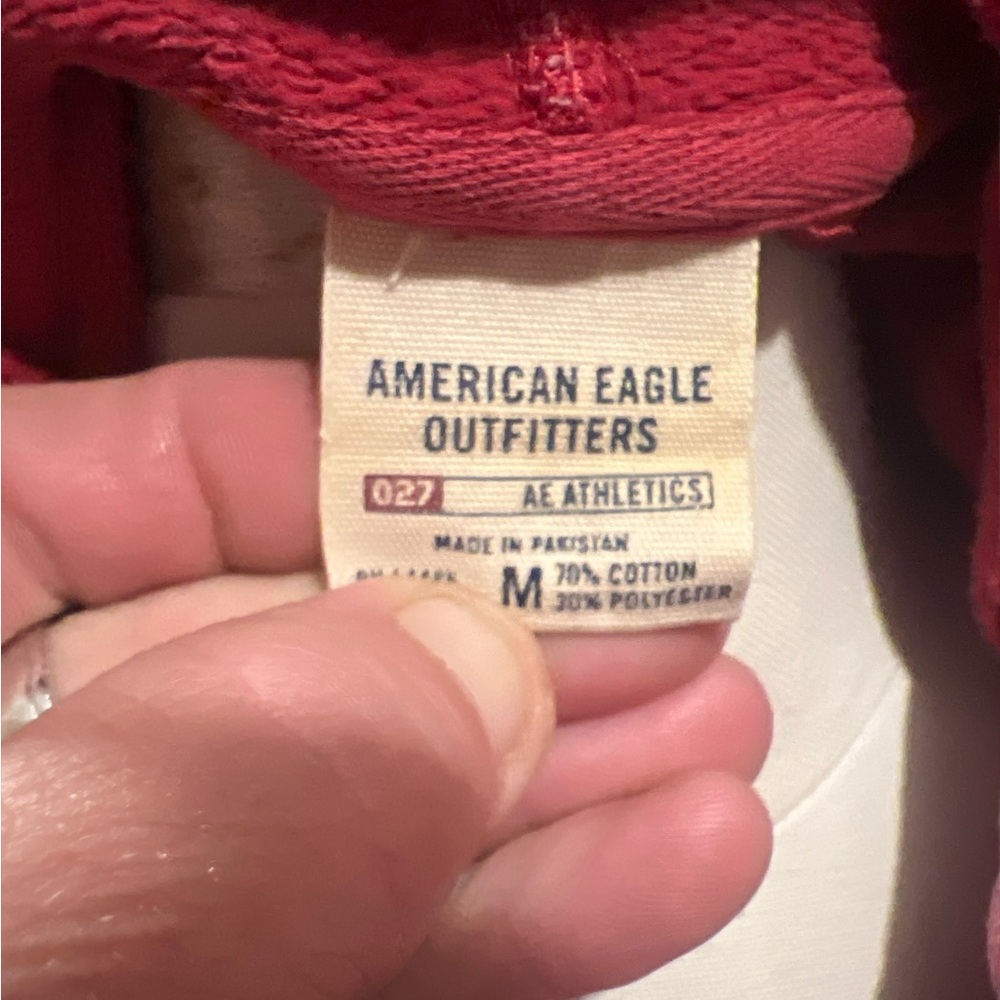 AMERICAN EAGLE
OUTFITTERS
027 AE ATHLETICS
MADE IN PAKISTAN
M 70% COTTON
30% POLYESTER